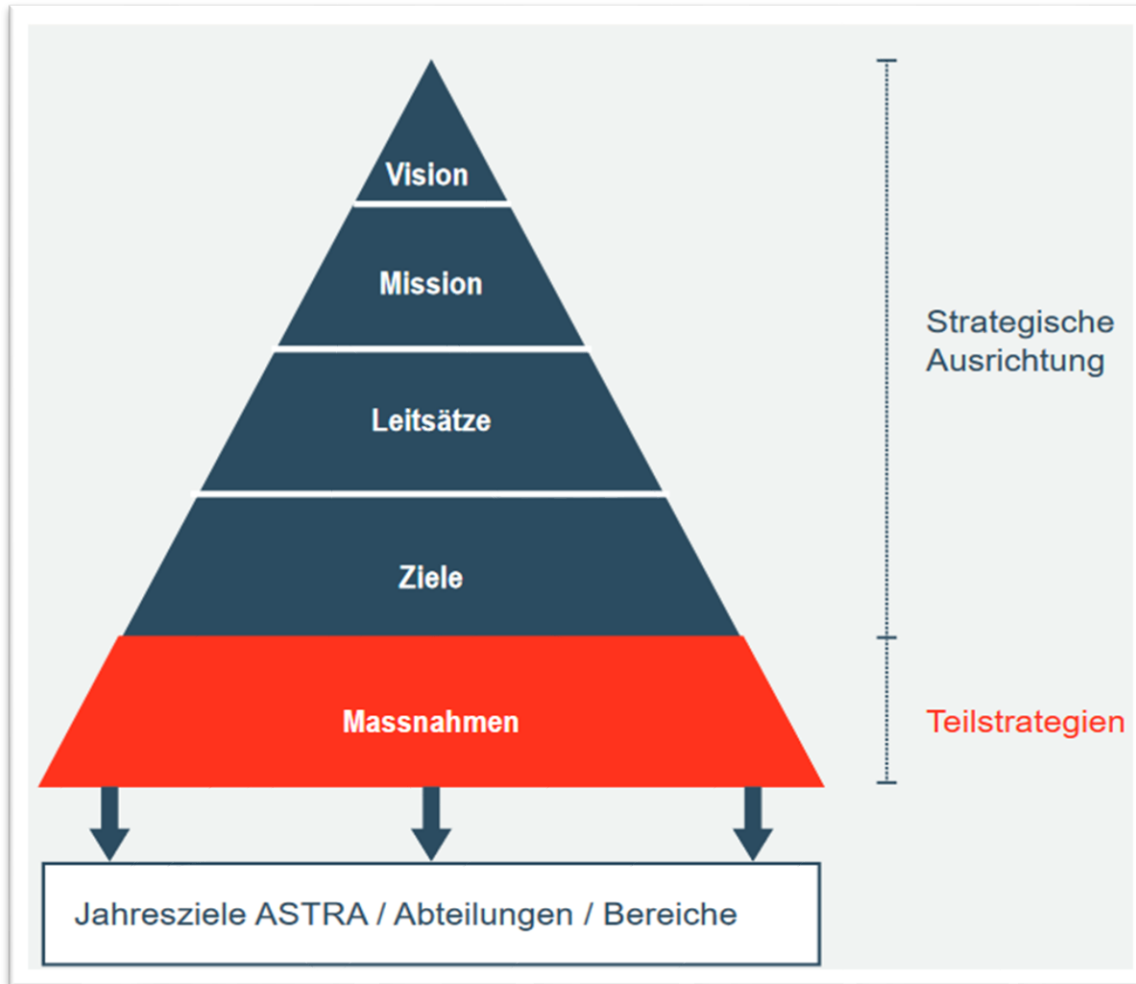 Vision
Mission
Strategische
Ausrichtung
Leitsätze
Ziele
Massnahmen
Teilstrategien
Jahresziele ASTRA / Abteilungen / Bereiche